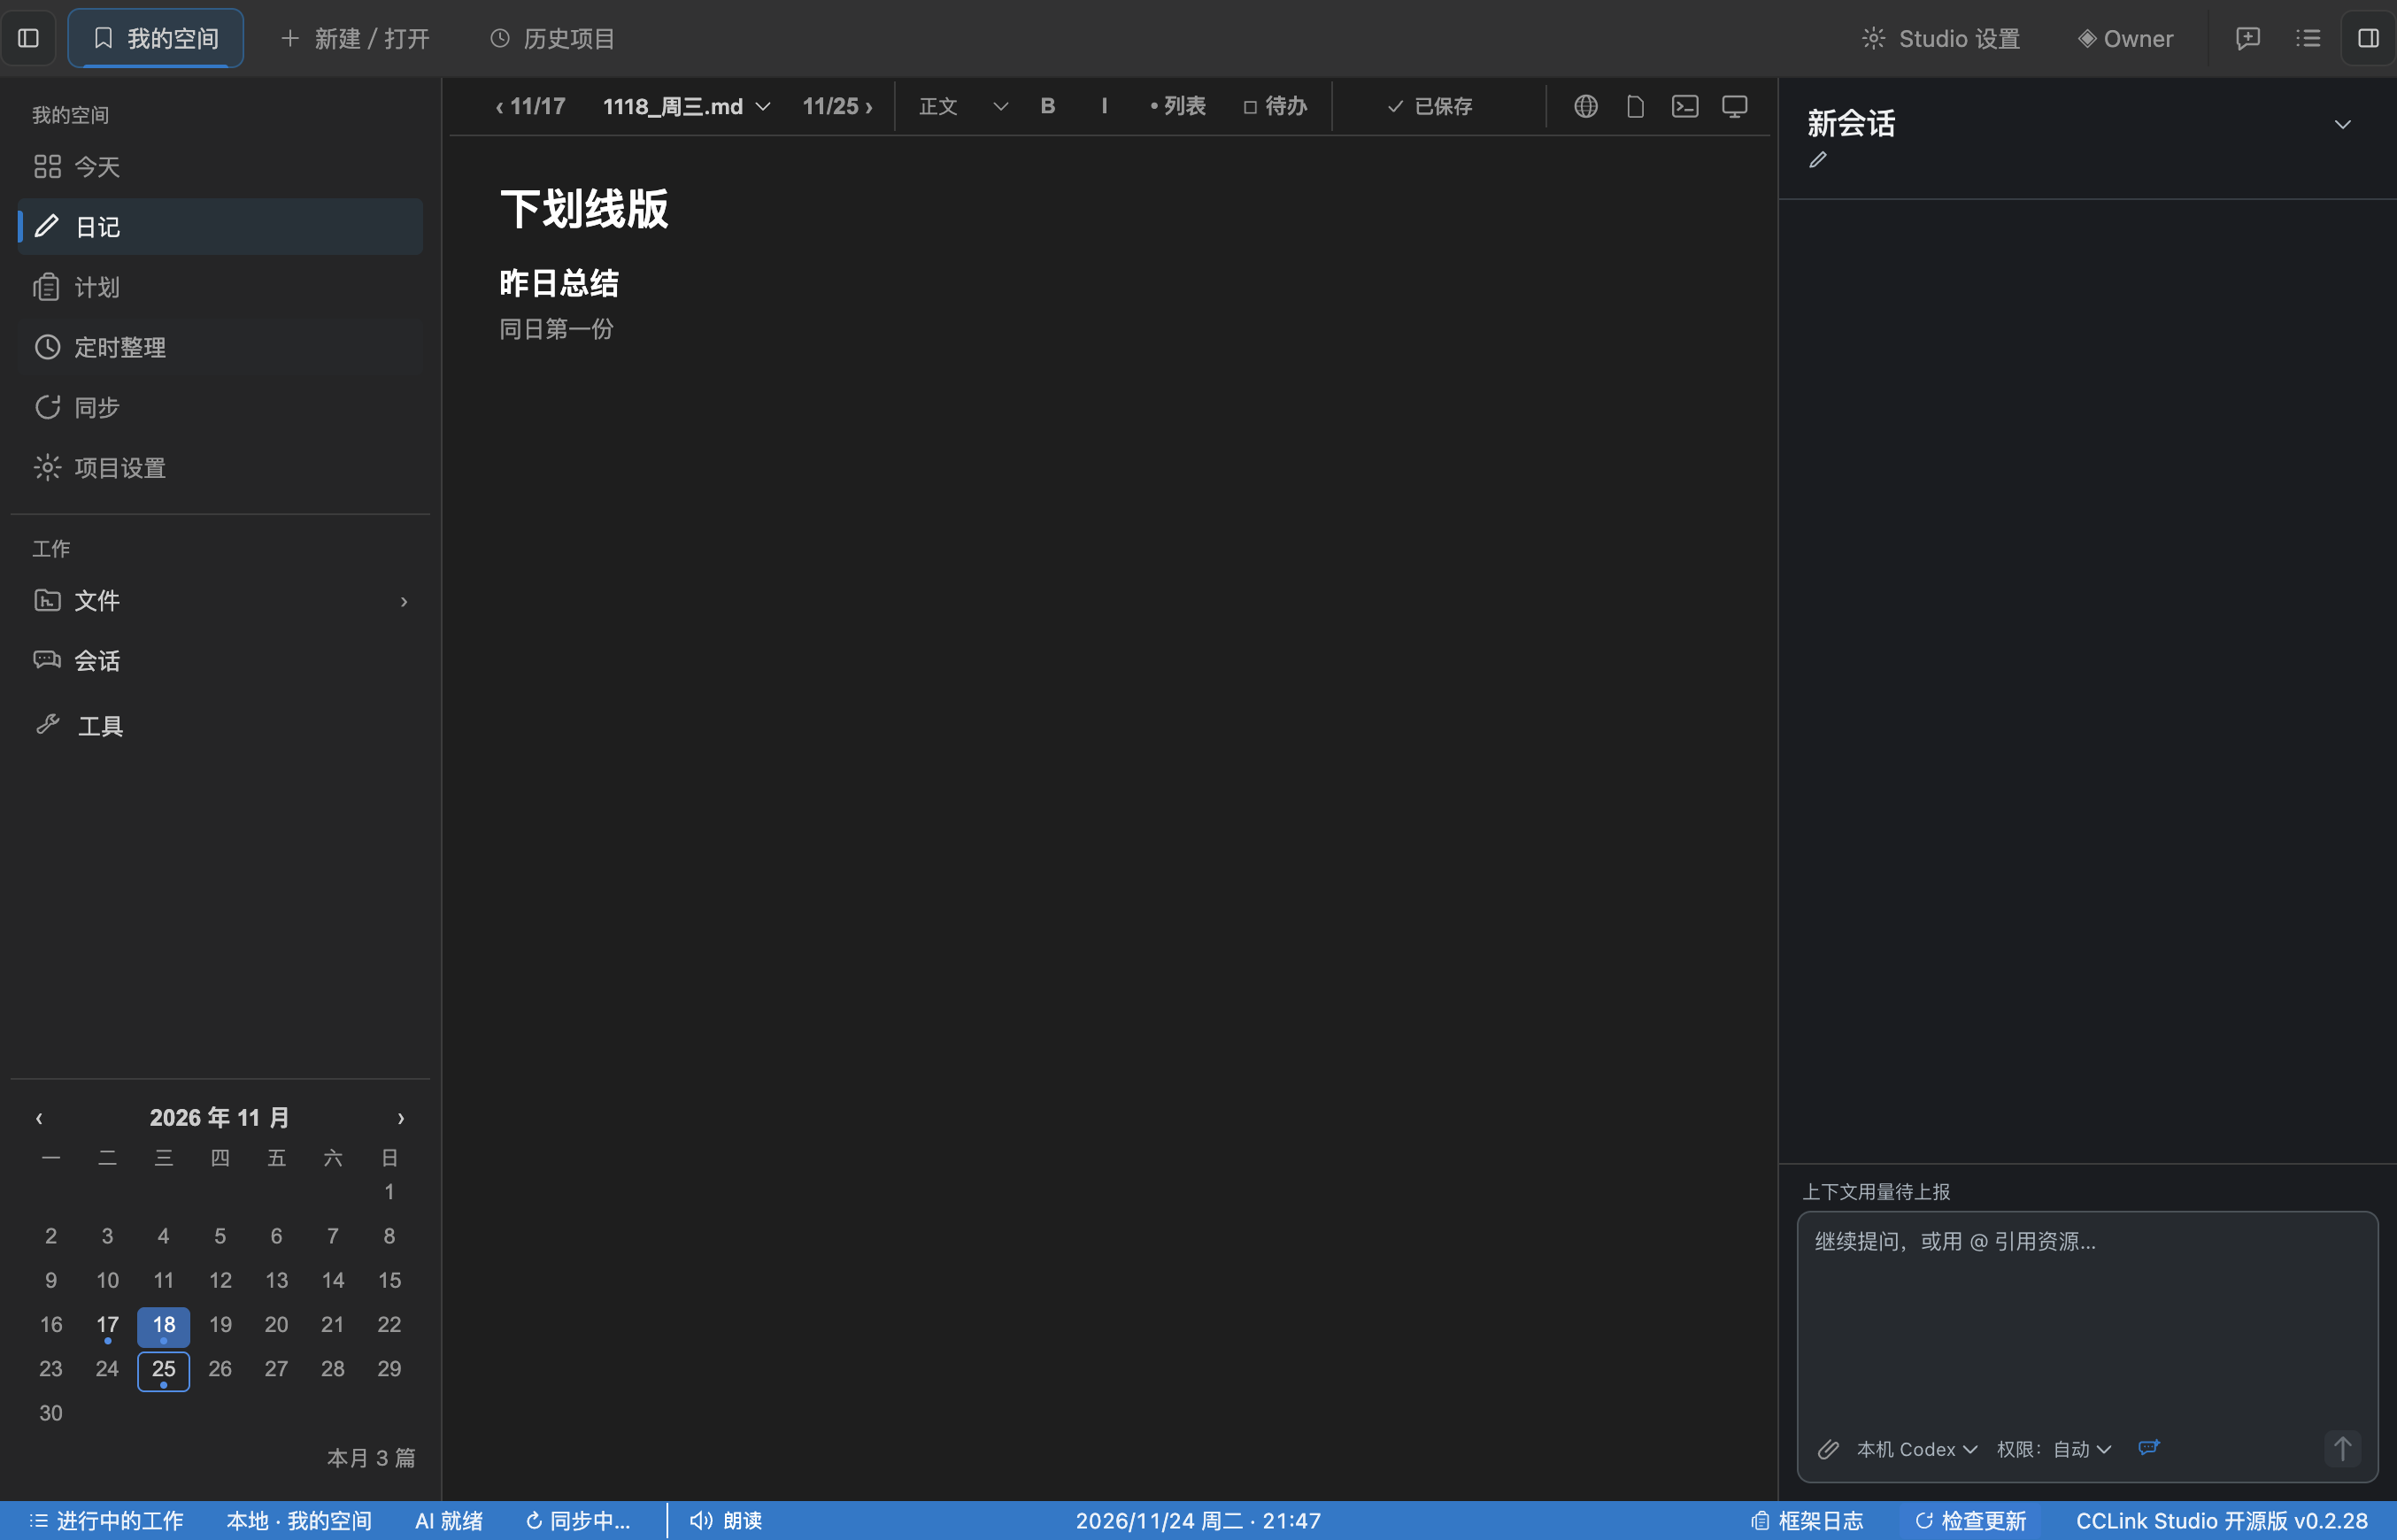 我的空间
新建 / 打开
历史项目
Studio 设置
Owner
我的空间
今天
日记
计划
定时整理
同步
项目设置
工作
文件
会话
工具
2026 年 11 月
一 二 三 四 五 六 日
1
2 3 4 5 6 7 8
9 10 11 12 13 14 15
16 17 18 19 20 21 22
23 24 25 26 27 28 29
30
本月 3 篇
‹ 11/17 1118_周三.md 11/25 › 正文 B I • 列表 待办 已保存
下划线版
昨日总结
同日第一份
新会话
上下文用量待上报
继续提问，或用 @ 引用资源...
本机 Codex 权限：自动
进行中的工作 本地 · 我的空间 AI 就绪 同步中... 朗读 2026/11/24 周二 · 21:47 框架日志 检查更新 CCLink Studio 开源版 v0.2.28